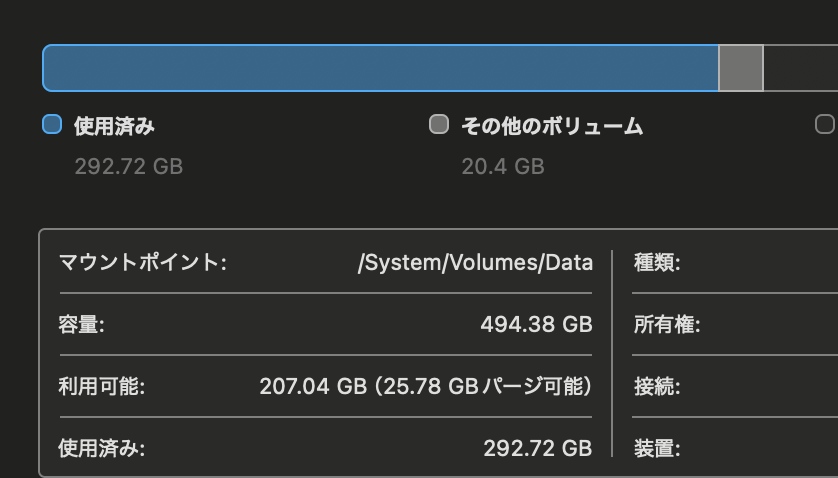 使用済み
292.72 GB
その他のボリューム
20.4 GB
マウントポイント: /System/Volumes/Data
容量: 494.38 GB
利用可能: 207.04 GB（25.78 GBパージ可能）
使用済み: 292.72 GB
種類:
所有権:
接続:
装置: